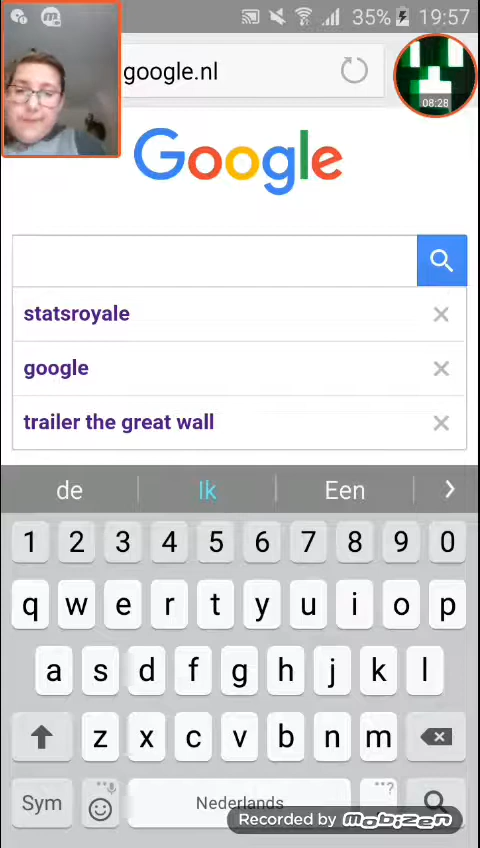 35% 19:57
google.nl
08:28
Google
statsroyale
google
trailer the great wall
de Ik Een
1 2 3 4 5 6 7 8 9 0
q w e r t y u i o p
a s d f g h j k l
z x c v b n m
Sym Nederlands
Recorded by Mobizen